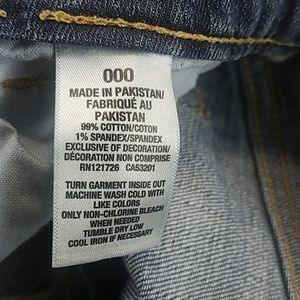 000
MADE IN PAKISTAN/
FABRIQUÉ AU
PAKISTAN
99% COTTON/COTON
1% SPANDEX/SPANDEX
EXCLUSIVE OF DECORATION/
DÉCORATION NON COMPRISE
RN121726 CA53201
TURN GARMENT INSIDE OUT
MACHINE WASH COLD WITH
LIKE COLORS
ONLY NON-CHLORINE BLEACH
WHEN NEEDED
TUMBLE DRY LOW
COOL IRON IF NECESSARY